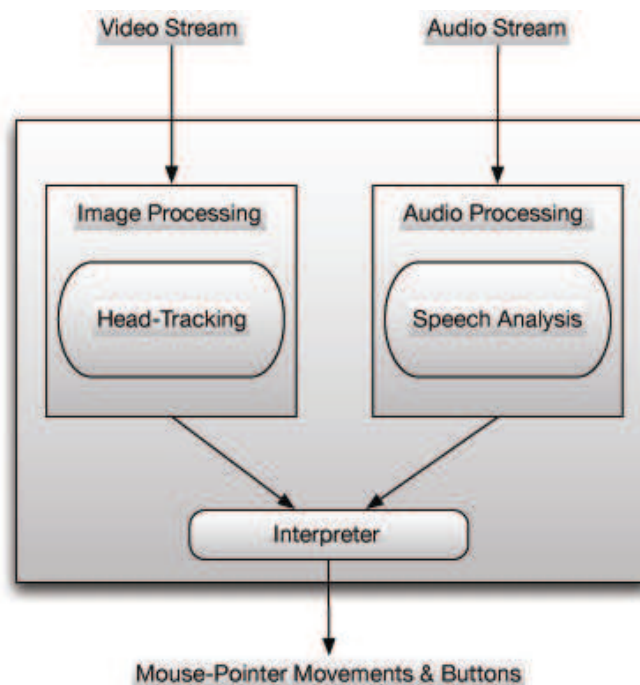 Video Stream
Audio Stream
Image Processing
Audio Processing
Head-Tracking
Speech Analysis
Interpreter
Mouse-Pointer Movements & Buttons